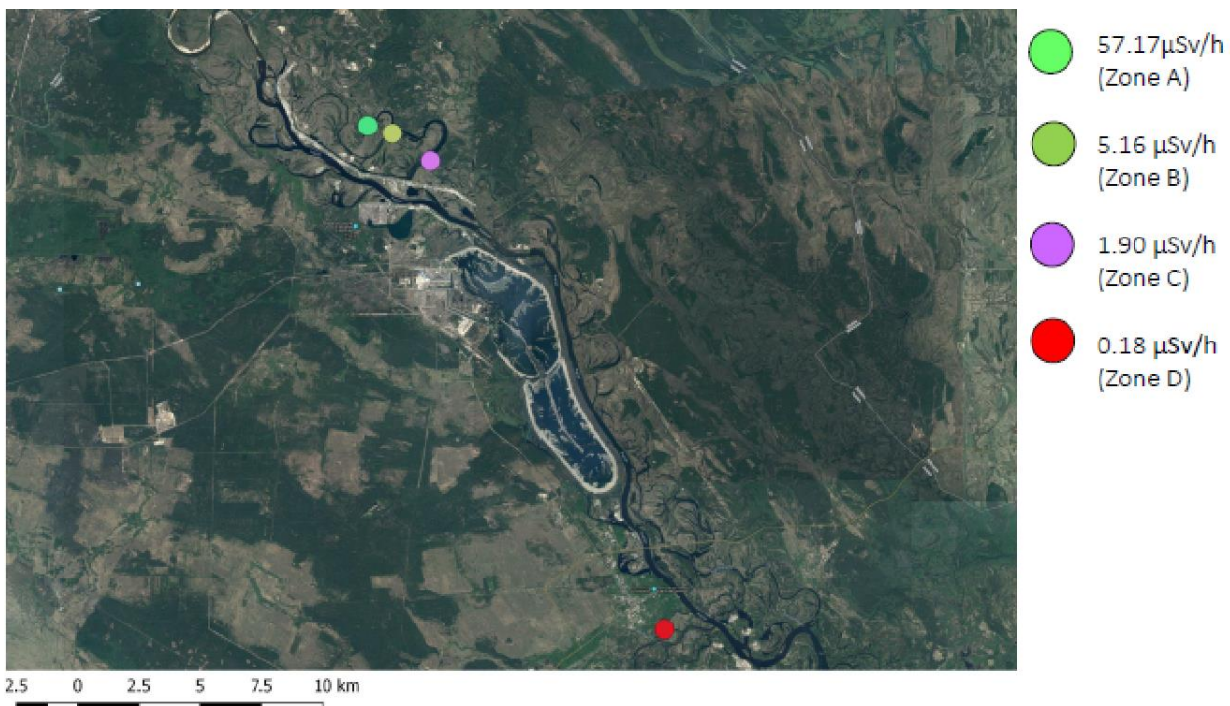 57.17μSv/h
(Zone A)
5.16 μSv/h
(Zone B)
1.90 μSv/h
(Zone C)
0.18 μSv/h
(Zone D)
2.5 0 2.5 5 7.5 10 km